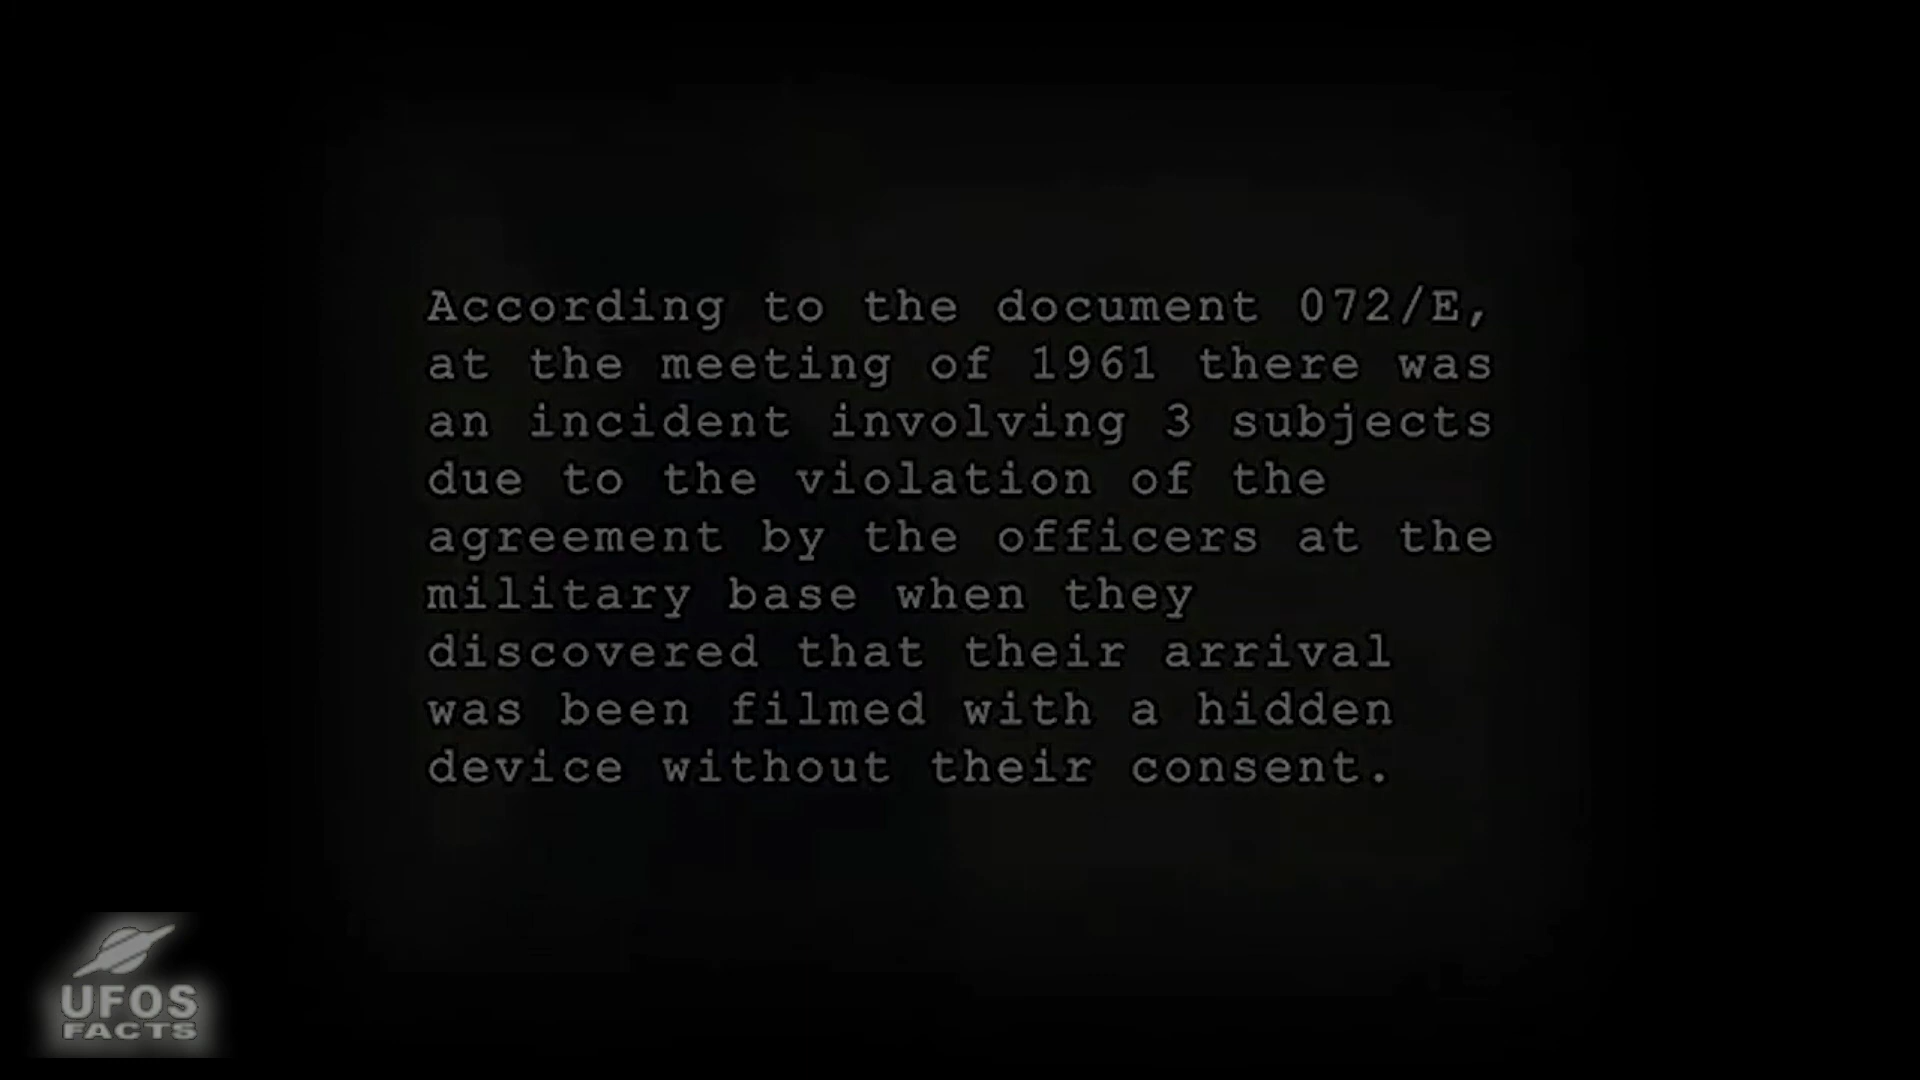 According to the document 072/E,
at the meeting of 1961 there was
an incident involving 3 subjects
due to the violation of the
agreement by the officers at the
military base when they
discovered that their arrival
was been filmed with a hidden
device without their consent.
UFOS
FACTS